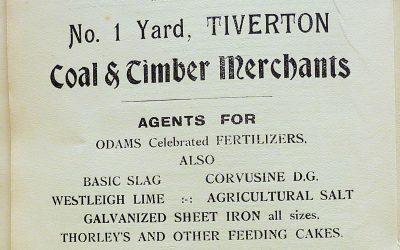 No. 1 Yard, TIVERTON
Coal & Timber Merchants
AGENTS FOR
ODAMS Celebrated FERTILIZERS,
ALSO
BASIC SLAG CORVUSINE D.G.
WESTLEIGH LIME :-: AGRICULTURAL SALT
GALVANIZED SHEET IRON all sizes.
THORLEY'S AND OTHER FEEDING CAKES.